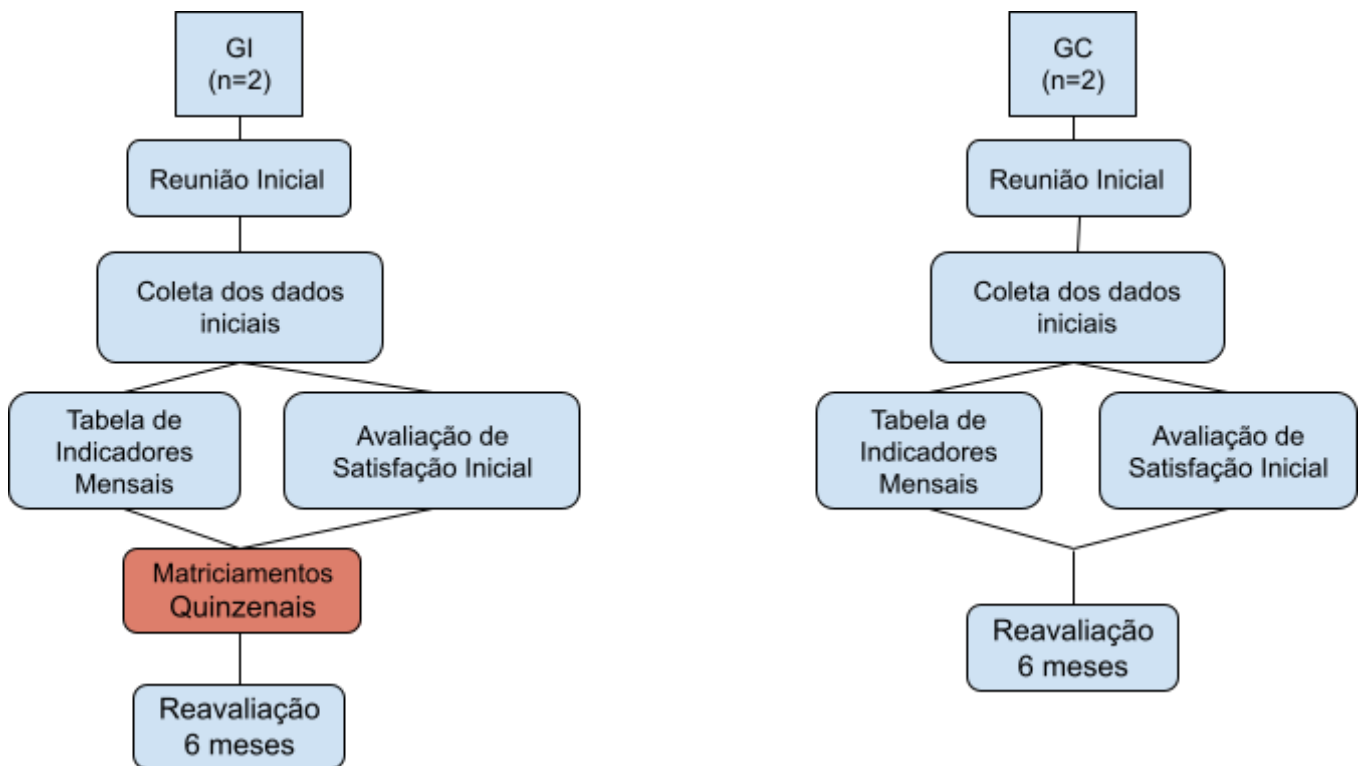 GI
(n=2)
Reunião Inicial
Coleta dos dados
iniciais
Tabela de
Indicadores
Mensais
Avaliação de
Satisfação Inicial
Matriciamentos
Quinzenais
Reavaliação
6 meses
GC
(n=2)
Reunião Inicial
Coleta dos dados
iniciais
Tabela de
Indicadores
Mensais
Avaliação de
Satisfação Inicial
Reavaliação
6 meses